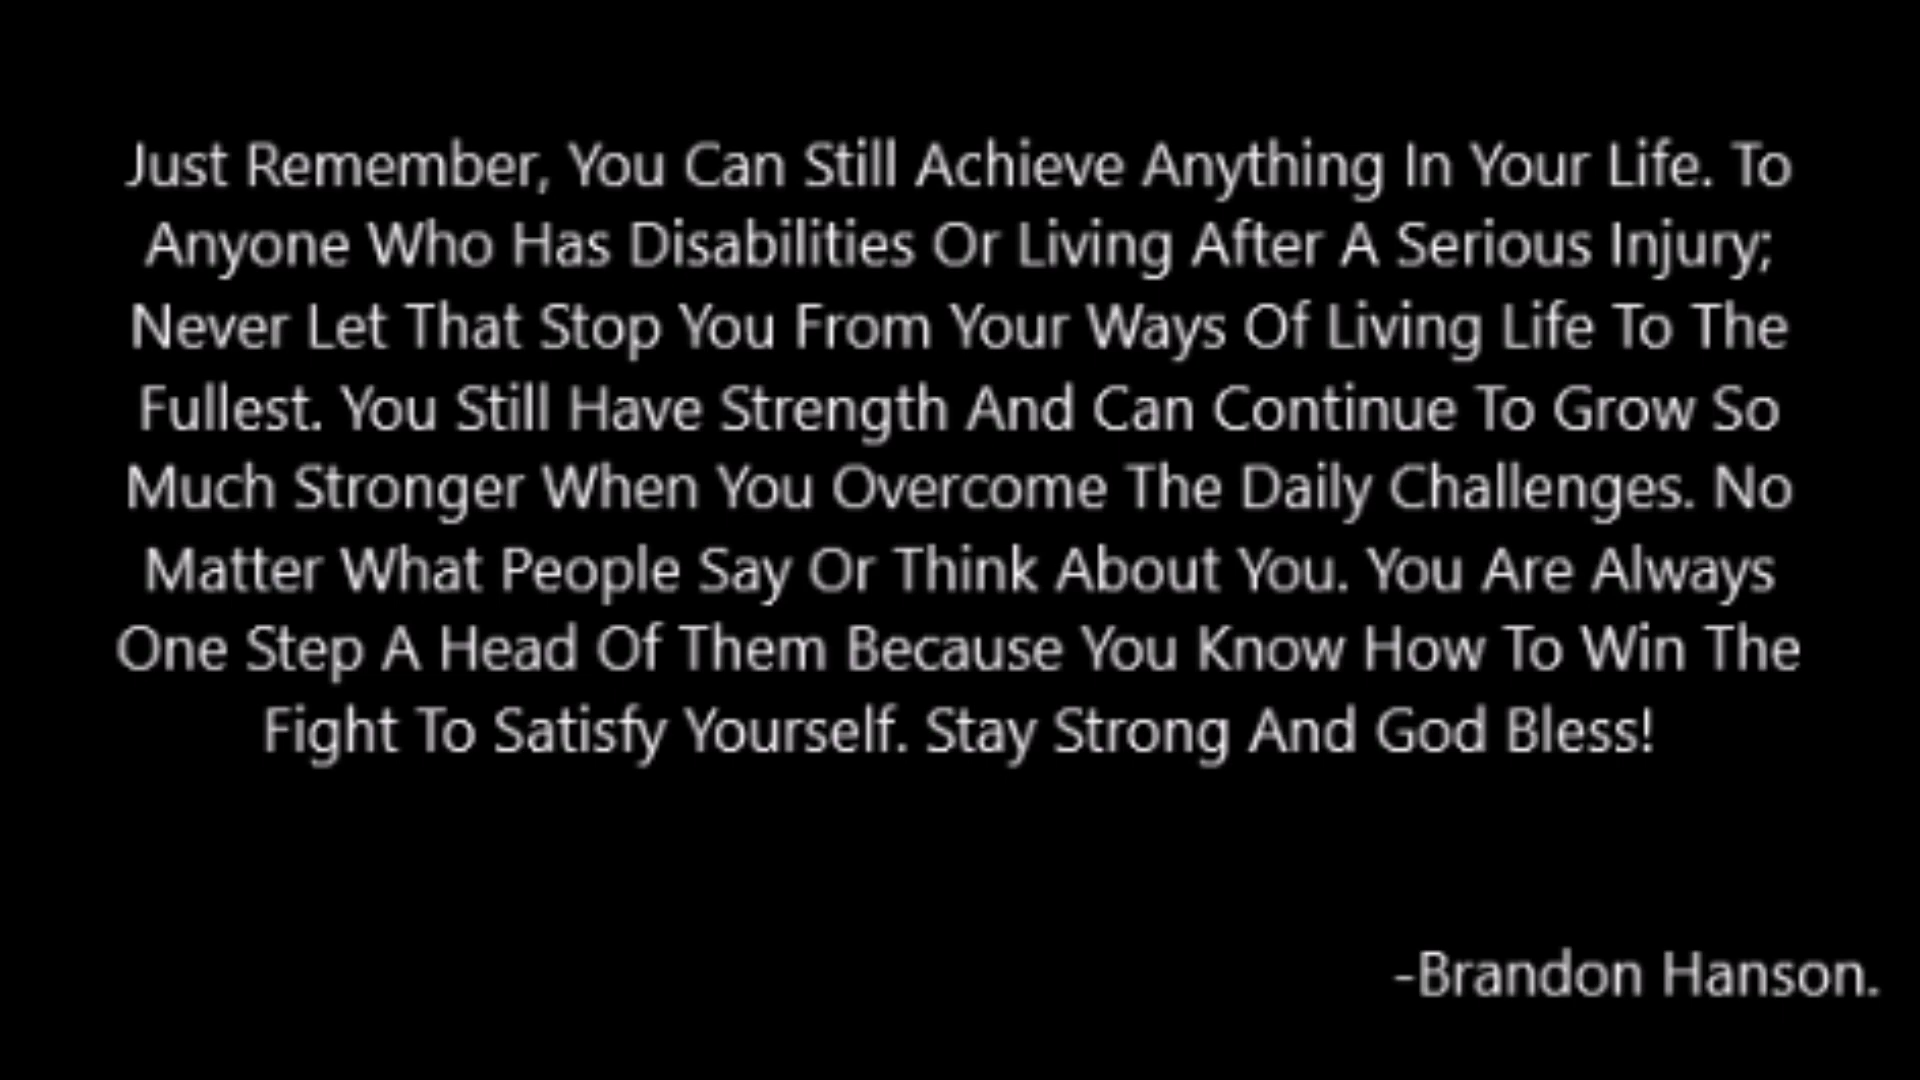 Just Remember, You Can Still Achieve Anything In Your Life. To
Anyone Who Has Disabilities Or Living After A Serious Injury;
Never Let That Stop You From Your Ways Of Living Life To The
Fullest. You Still Have Strength And Can Continue To Grow So
Much Stronger When You Overcome The Daily Challenges. No
Matter What People Say Or Think About You. You Are Always
One Step A Head Of Them Because You Know How To Win The
Fight To Satisfy Yourself. Stay Strong And God Bless!
-Brandon Hanson.